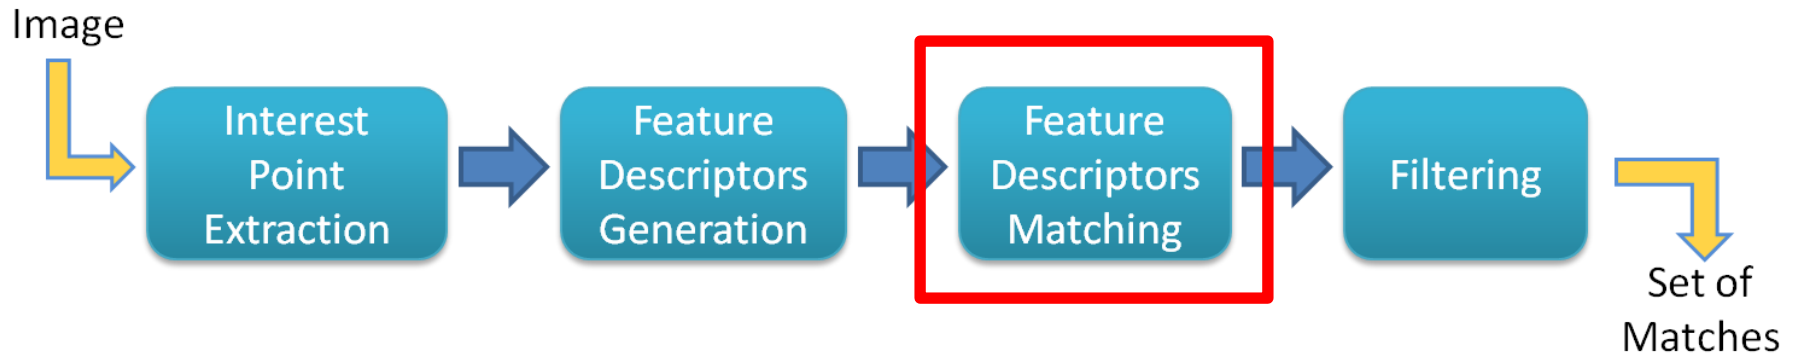 Image
Interest
Point
Extraction
Feature
Descriptors
Generation
Feature
Descriptors
Matching
Filtering
Set of
Matches